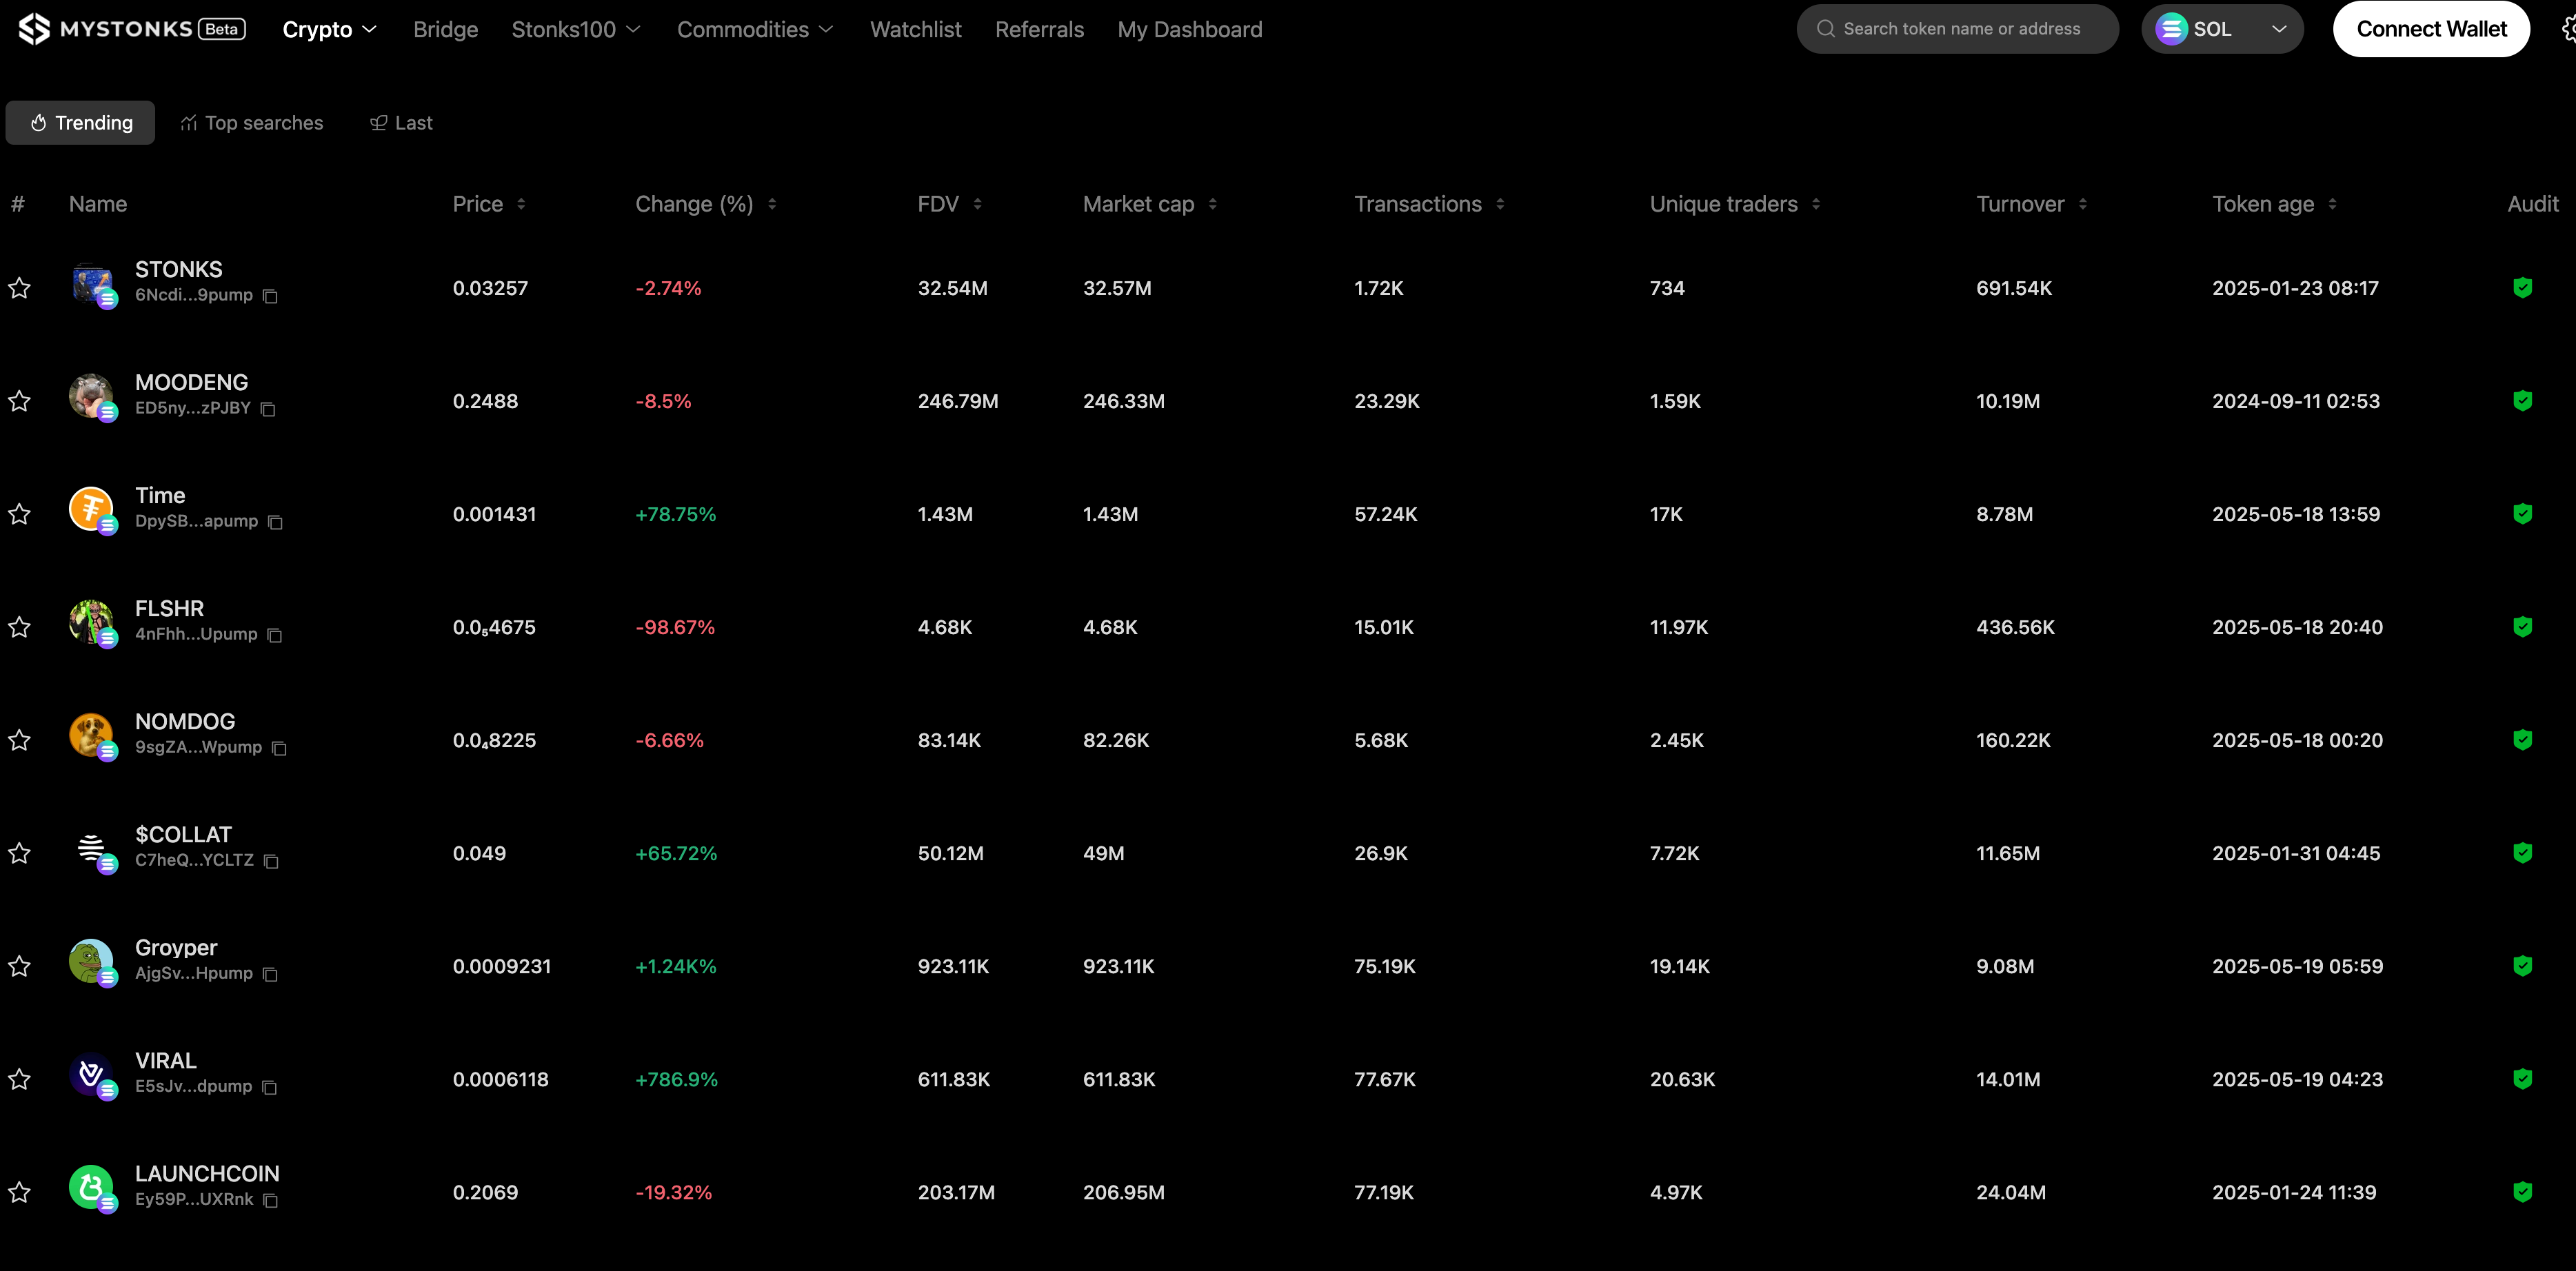 MYSTONKS Beta Crypto Bridge Stonks100 Commodities Watchlist Referrals My Dashboard Search token name or address SOL Connect Wallet
Trending Top searches Last
# Name Price Change (%) FDV Market cap Transactions Unique traders Turnover Token age Audit
STONKS
6Ncdi...9pump
0.03257 -2.74% 32.54M 32.57M 1.72K 734 691.54K 2025-01-23 08:17
MOODENG
ED5ny...zPJBY
0.2488 -8.5% 246.79M 246.33M 23.29K 1.59K 10.19M 2024-09-11 02:53
Time
DpySB...apump
0.001431 +78.75% 1.43M 1.43M 57.24K 17K 8.78M 2025-05-18 13:59
FLSHR
4nFhh...Upump
0.0₅4675 -98.67% 4.68K 4.68K 15.01K 11.97K 436.56K 2025-05-18 20:40
NOMDOG
9sgZA...Wpump
0.0₄8225 -6.66% 83.14K 82.26K 5.68K 2.45K 160.22K 2025-05-18 00:20
$COLLAT
C7heQ...YCLTZ
0.049 +65.72% 50.12M 49M 26.9K 7.72K 11.65M 2025-01-31 04:45
Groyper
AjgSv...Hpump
0.0009231 +1.24K% 923.11K 923.11K 75.19K 19.14K 9.08M 2025-05-19 05:59
VIRAL
E5sJv...dpump
0.0006118 +786.9% 611.83K 611.83K 77.67K 20.63K 14.01M 2025-05-19 04:23
LAUNCHCOIN
Ey59P...UXRnk
0.2069 -19.32% 203.17M 206.95M 77.19K 4.97K 24.04M 2025-01-24 11:39